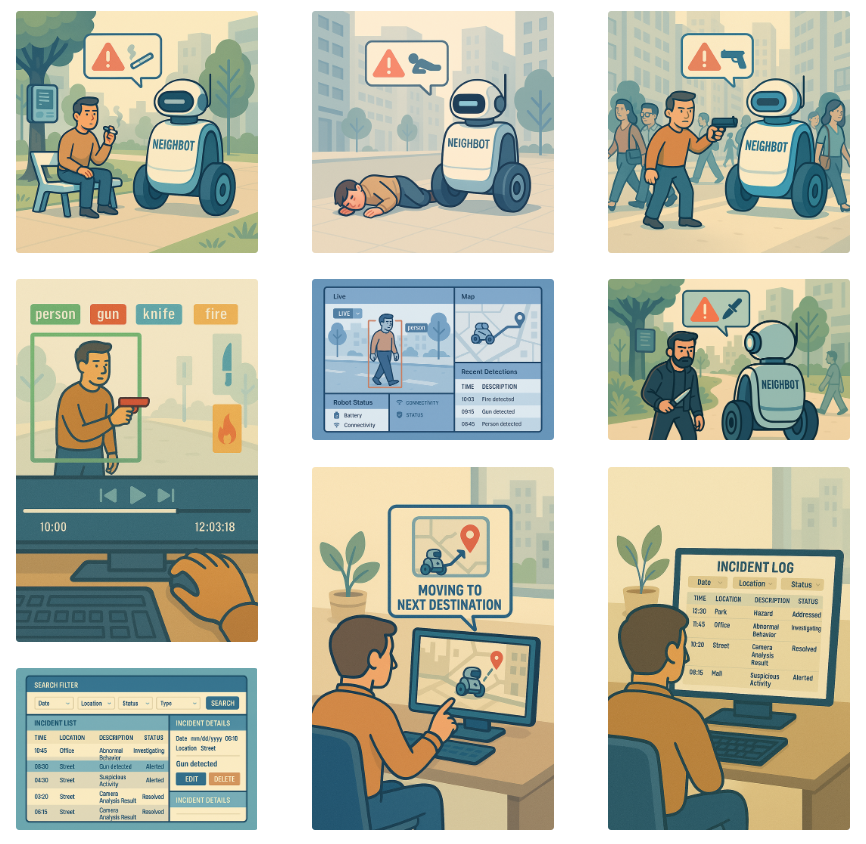 NEIGHBOT
NEIGHBOT
NEIGHBOT
person gun knife fire
10:00 12:03:18
Live
LIVE
person
Map
Recent Detections
TIME DESCRIPTION
10:03 Fire detected
09:15 Gun detected
06:45 Person detected
Robot Status
Battery
Connectivity
CONNECTIVITY
STATUS
NEIGHBOT
MOVING TO
NEXT DESTINATION
INCIDENT LOG
Date Location Status
TIME LOCATION DESCRIPTION STATUS
12:30 Park Hazard Addressed
11:45 Office Abnormal Behavior Investigating
10:20 Street Camera Analysis Result Resolved
08:15 Mall Suspicious Activity Alerted
SEARCH FILTER
Date Location Status Type SEARCH
INCIDENT LIST
TIME LOCATION DESCRIPTION STATUS
10:45 Office Abnormal Behavior Investigating
08:30 Street Gun detected Alerted
04:30 Street Suspicious Activity Alerted
03:20 Street Camera Analysis Result Resolved
06:15 Street Camera Analysis Result Resolved
INCIDENT DETAILS
Date mm/dd/yyyy 00:10
Location Street
Gun detected
EDIT DELETE
INCIDENT DETAILS